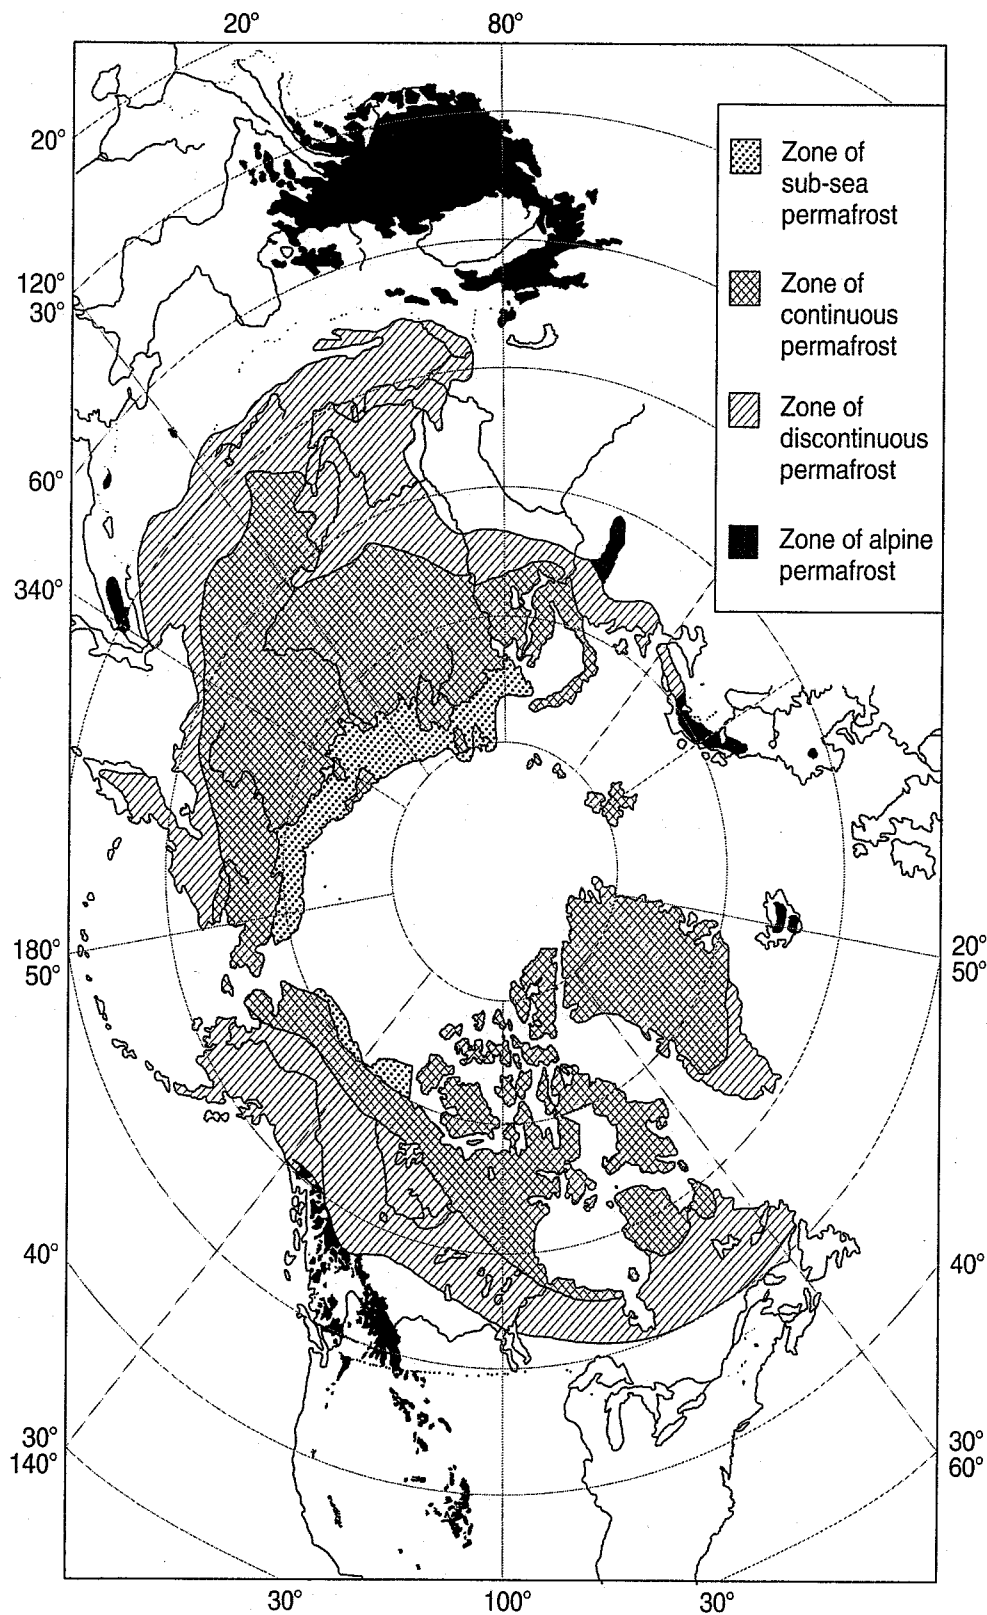 20°
80°
20°
120°
30°
60°
340°
180°
50°
40°
30°
140°
20°
50°
40°
30°
60°
30°
100°
30°
Zone of
sub-sea
permafrost
Zone of
continuous
permafrost
Zone of
discontinuous
permafrost
Zone of alpine
permafrost